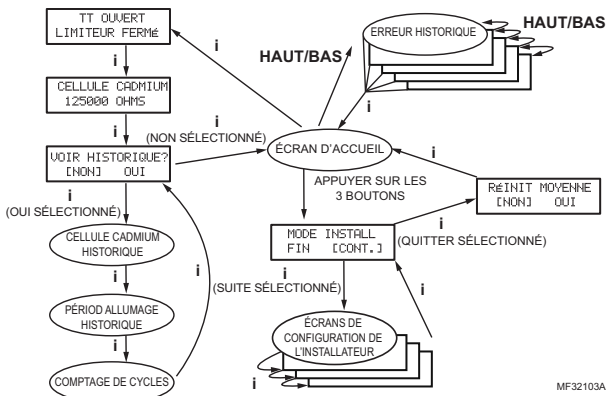 TT OUVERT
LIMITEUR FERMé
i
CELLULE CADMIUM
125000 OHMS
i
VOIR HISTORIQUE?
[NON] OUI
i
(OUI SÉLECTIONNÉ)
CELLULE CADMIUM
HISTORIQUE
i
PÉRIOD ALLUMAGE
HISTORIQUE
i
COMPTAGE DE CYCLES
i
i
i
(NON SÉLECTIONNÉ)
HAUT/BAS
ERREUR HISTORIQUE
HAUT/BAS
i
ÉCRAN D'ACCUEIL
APPUYER SUR LES
3 BOUTONS
i
RéINIT MOYENNE
[NON] OUI
MODE INSTALL
FIN [CONT.]
i
(QUITTER SÉLECTIONNÉ)
i
(SUITE SÉLECTIONNÉ)
i
ÉCRANS DE
CONFIGURATION DE
L'INSTALLATEUR
i
MF32103A